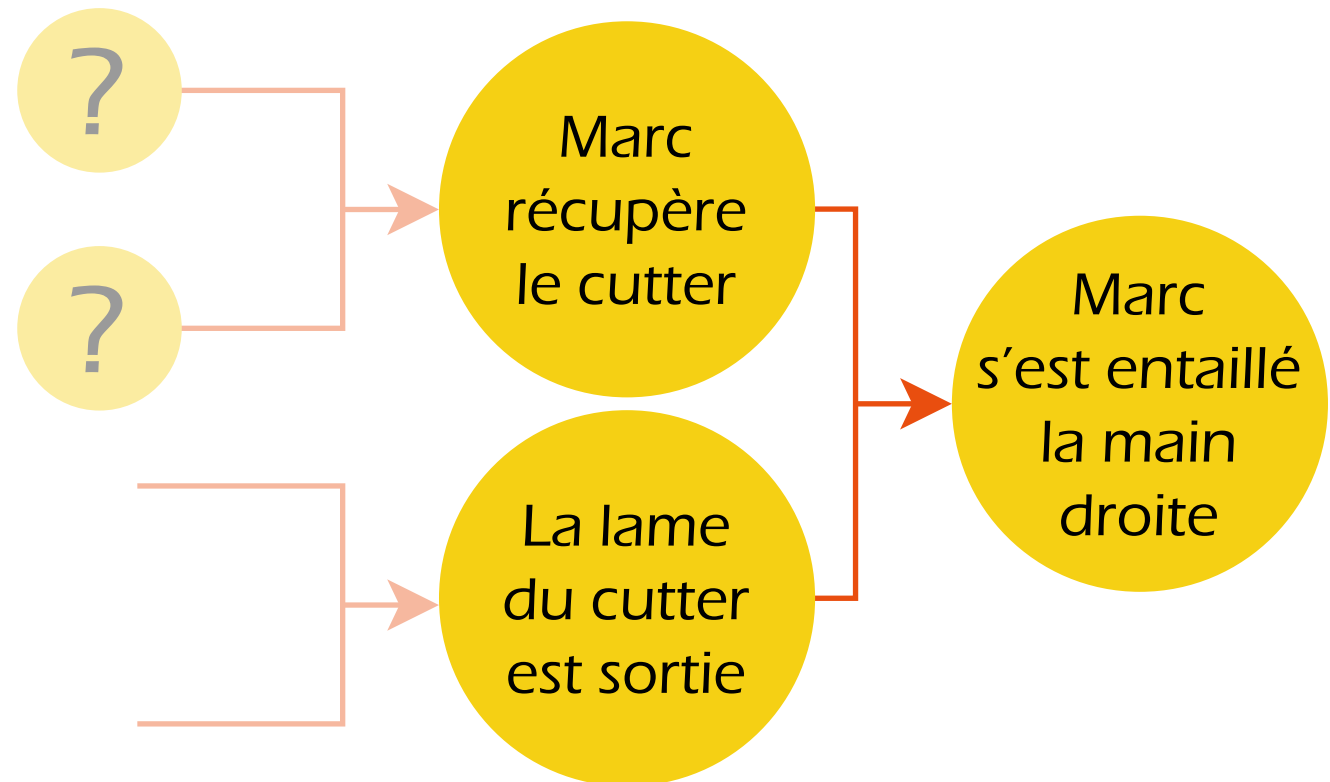 ?
?
Marc
récupère
le cutter
La lame
du cutter
est sortie
Marc
s'est entaillé
la main
droite